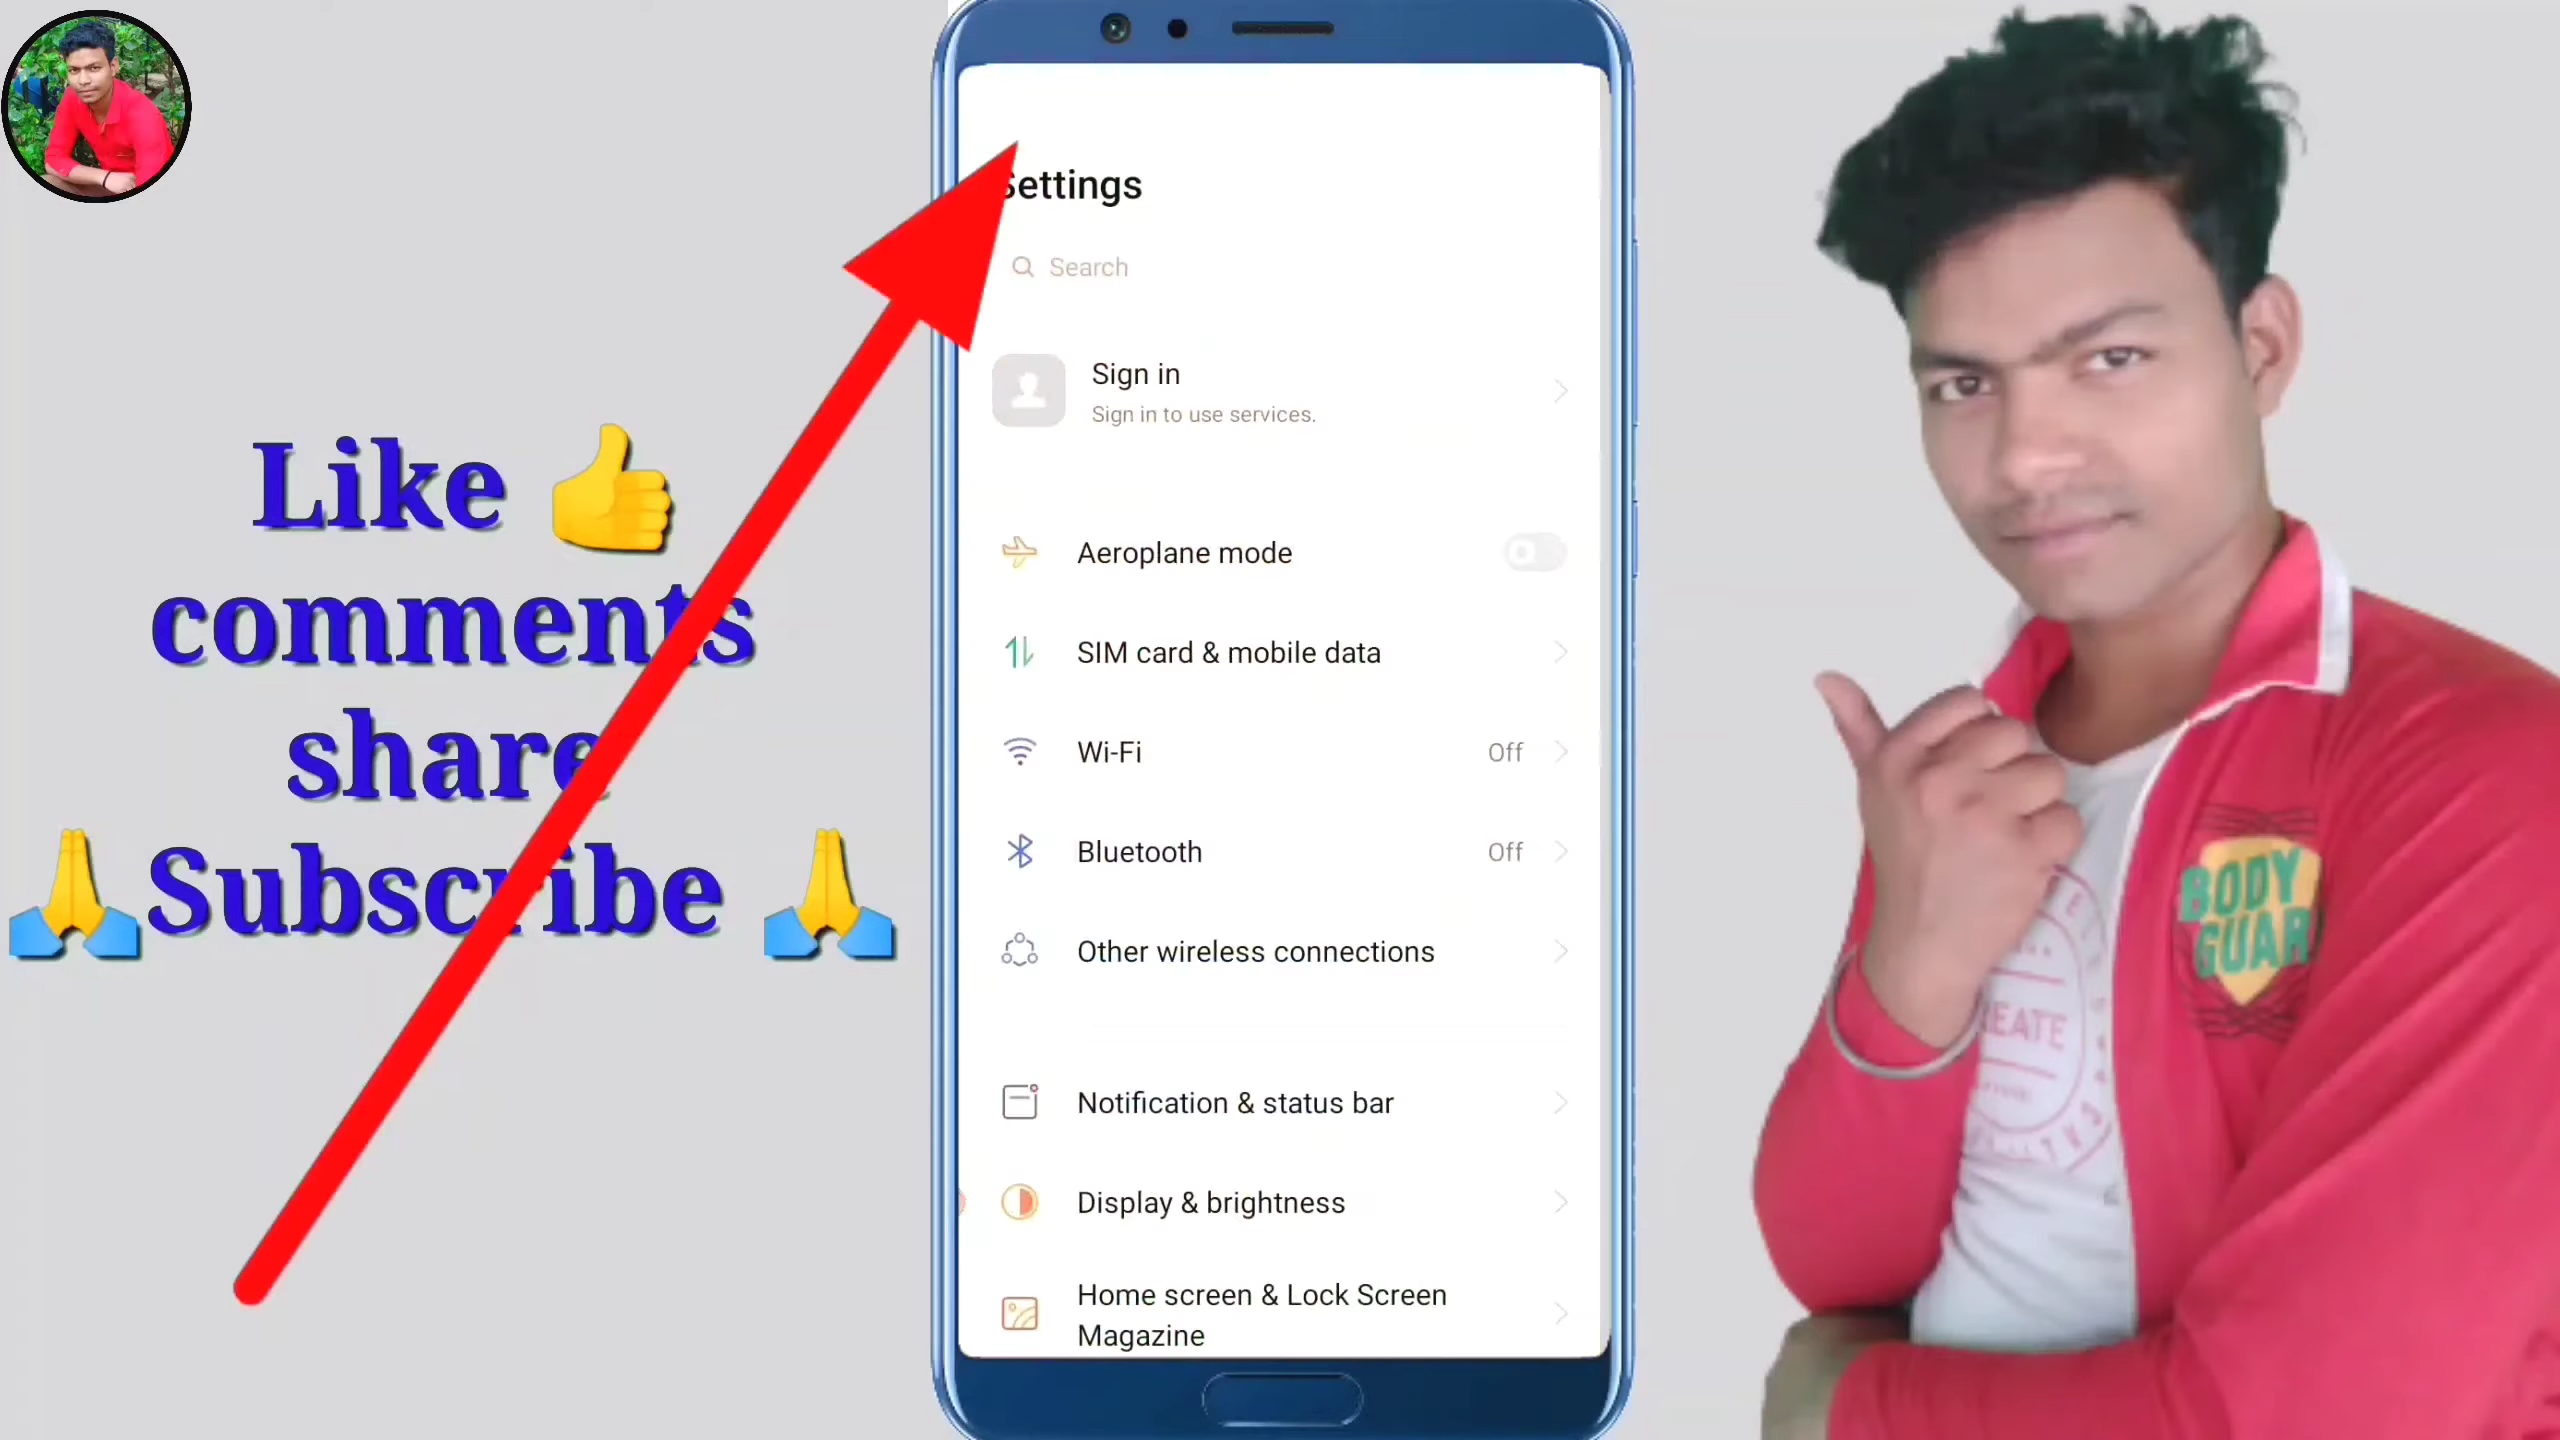 Like 👍
comments
share
🙏Subscribe 🙏
Settings
Search
Sign in
Sign in to use services.
Aeroplane mode
SIM card & mobile data
Wi-Fi
Off
Bluetooth
Off
Other wireless connections
Notification & status bar
Display & brightness
Home screen & Lock Screen
Magazine
BODY
GUAR